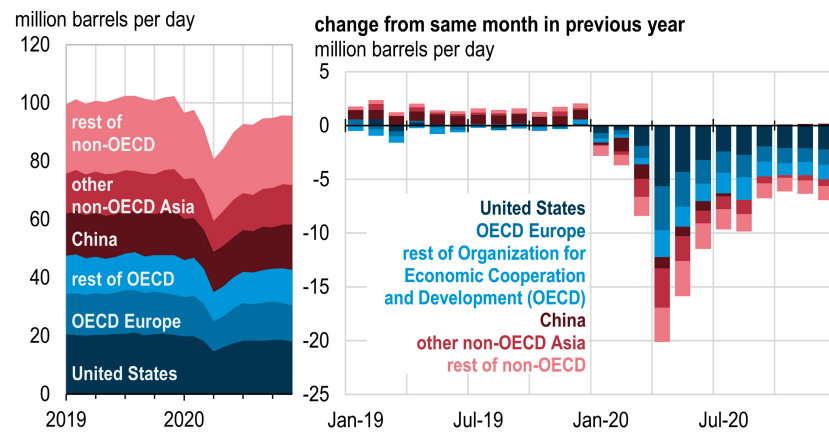 million barrels per day
120
100
80
60
40
20
0
rest of
non-OECD
other
non-OECD Asia
China
rest of OECD
OECD Europe
United States
2019
2020
change from same month in previous year
million barrels per day
5
0
-5
-10
-15
-20
-25
United States
OECD Europe
rest of Organization for
Economic Cooperation
and Development (OECD)
China
other non-OECD Asia
rest of non-OECD
Jan-19
Jul-19
Jan-20
Jul-20